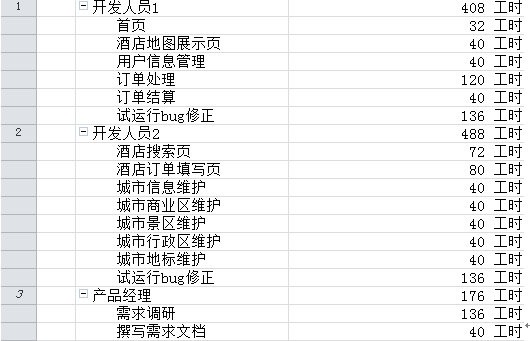 1 开发人员1 408 工时
首页 32 工时
酒店地图展示页 40 工时
用户信息管理 40 工时
订单处理 120 工时
订单结算 40 工时
试运行bug修正 136 工时
2 开发人员2 488 工时
酒店搜索页 72 工时
酒店订单填写页 80 工时
城市信息维护 40 工时
城市商业区维护 40 工时
城市景区维护 40 工时
城市行政区维护 40 工时
城市地标维护 40 工时
试运行bug修正 136 工时
3 产品经理 176 工时
需求调研 136 工时
撰写需求文档 40 工时